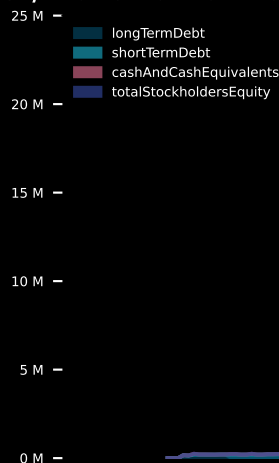 25 M
longTermDebt
shortTermDebt
cashAndCashEquivalents
20 M
totalStockholdersEquity
15 M
10 M
5 M
0 M